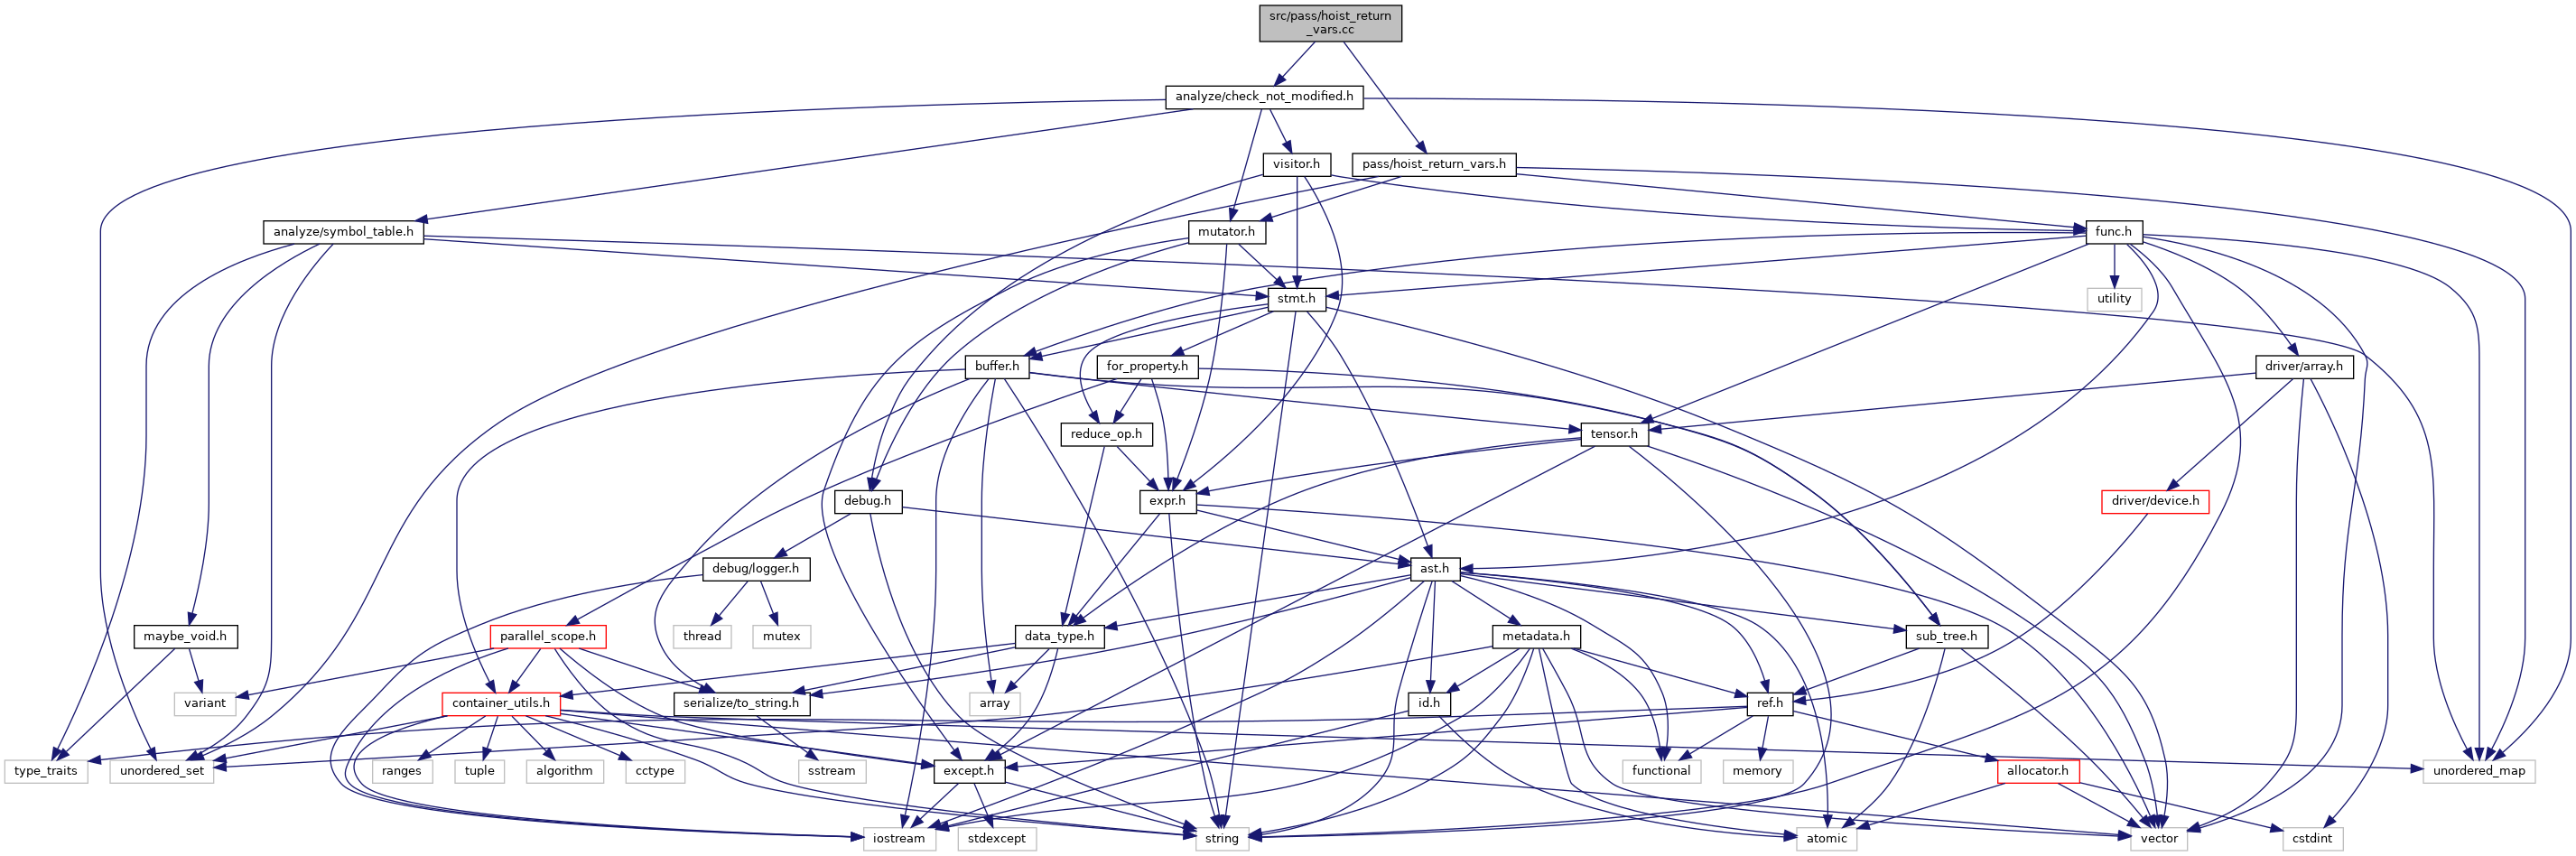 src/pass/hoist_return
_vars.cc
analyze/check_not_modified.h
visitor.h
pass/hoist_return_vars.h
analyze/symbol_table.h
mutator.h
func.h
stmt.h
utility
buffer.h
for_property.h
driver/array.h
reduce_op.h
tensor.h
debug.h
expr.h
driver/device.h
debug/logger.h
ast.h
maybe_void.h
parallel_scope.h
thread
mutex
data_type.h
metadata.h
sub_tree.h
variant
container_utils.h
serialize/to_string.h
array
id.h
ref.h
type_traits
unordered_set
ranges
tuple
algorithm
cctype
sstream
except.h
functional
memory
allocator.h
unordered_map
iostream
stdexcept
string
atomic
vector
cstdint